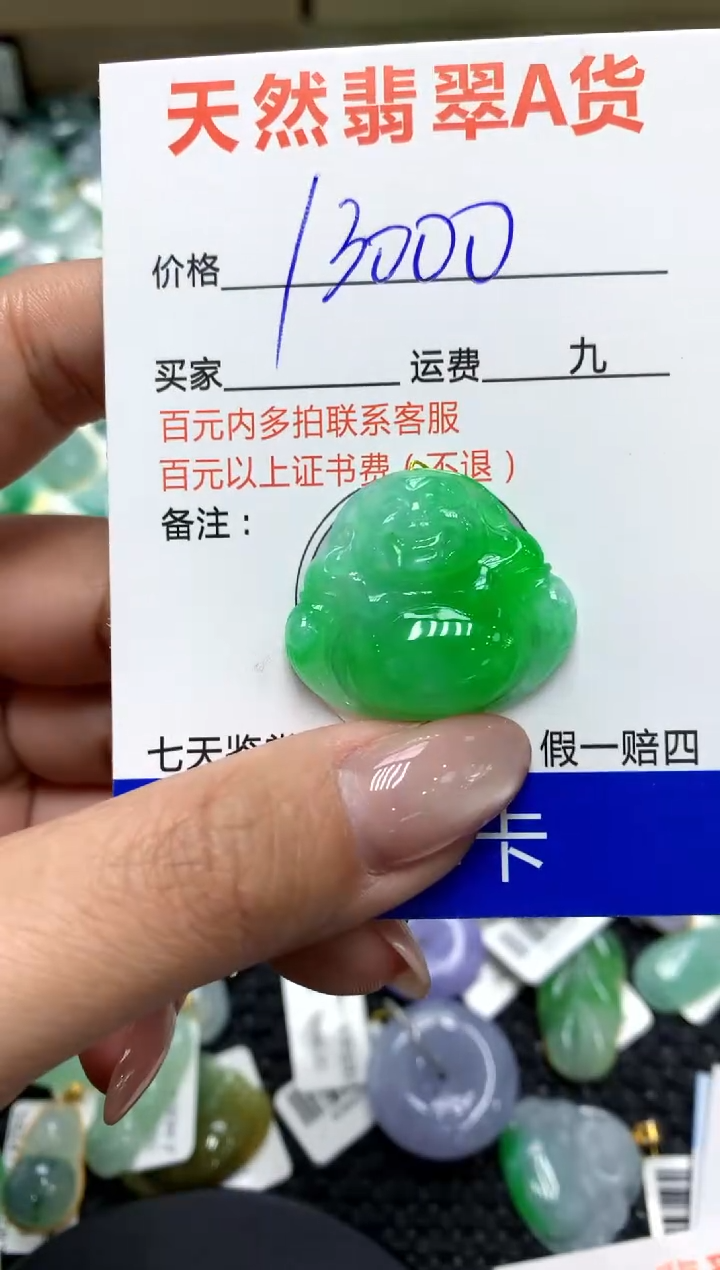 天然翡翠A货
价格 13000
买家 运费 九
百元内多拍联系客服
百元以上证书费（不退）
备注：
七天鉴赏 假一赔四
卡